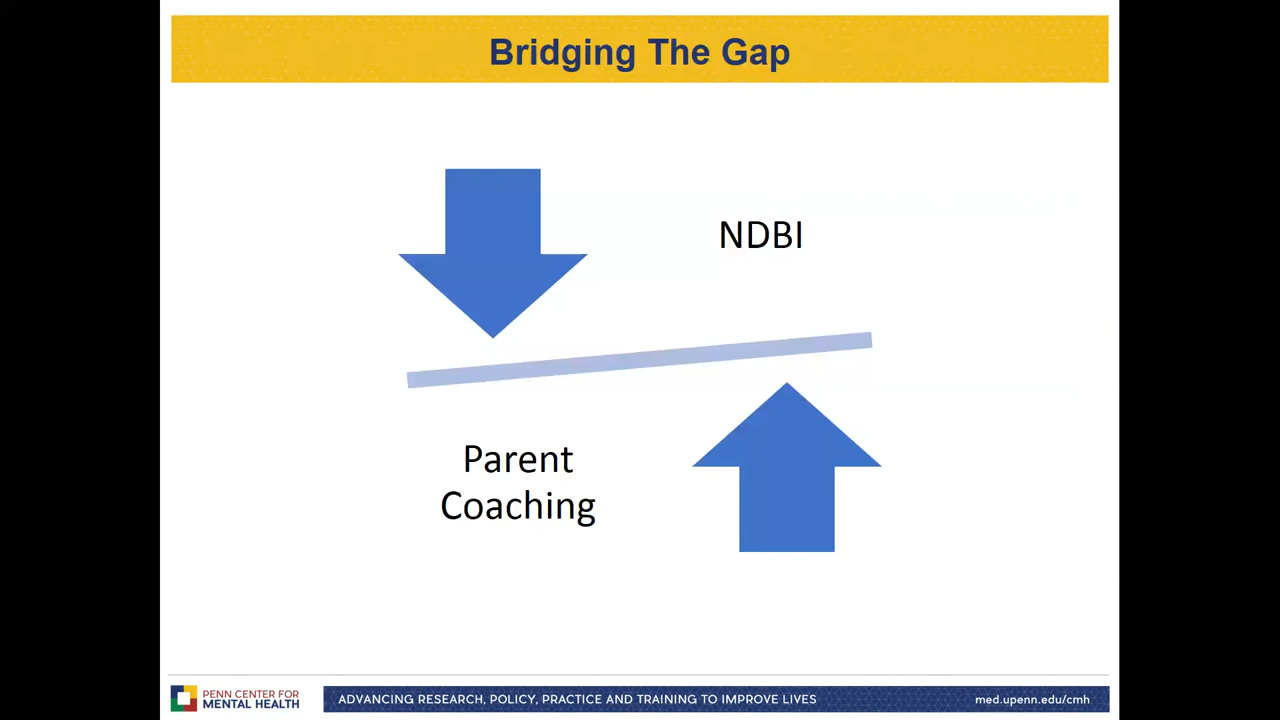 Bridging The Gap
NDBI
Parent
Coaching
PENN CENTER FOR
MENTAL HEALTH
ADVANCING RESEARCH, POLICY, PRACTICE AND TRAINING TO IMPROVE LIVES
med.upenn.edu/cmh